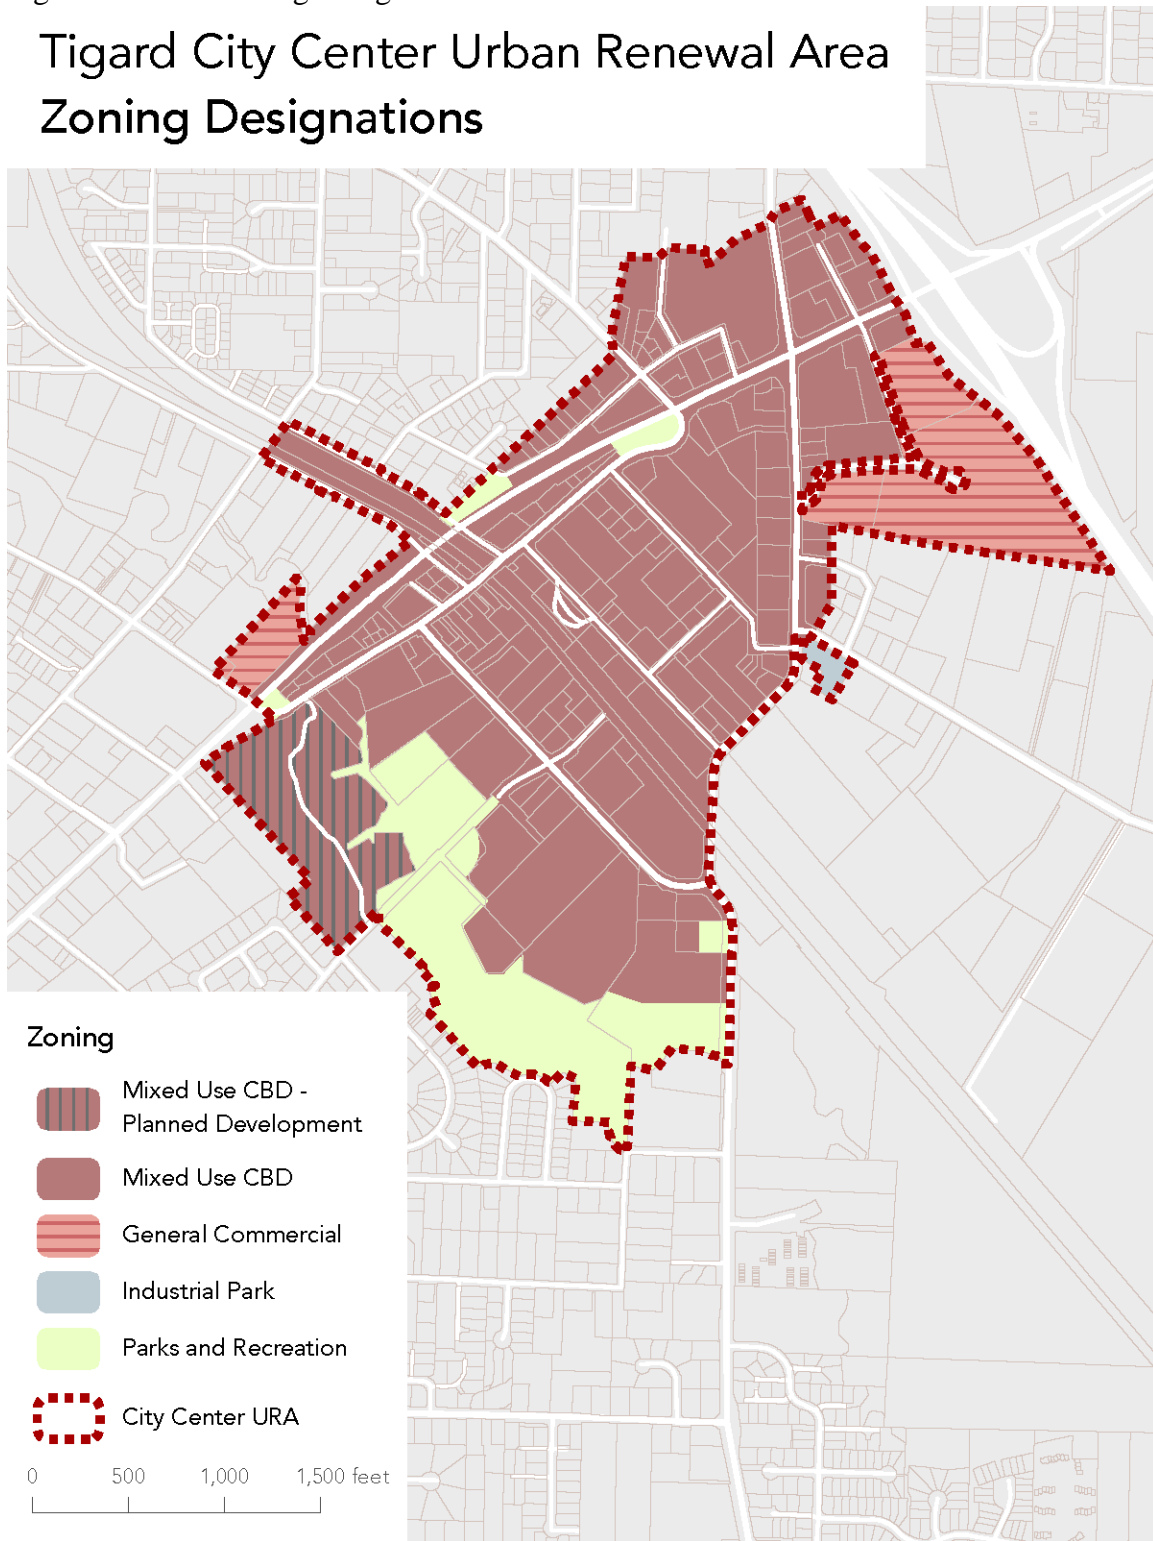 Tigard City Center Urban Renewal Area
Zoning Designations
Zoning
Mixed Use CBD -
Planned Development
Mixed Use CBD
General Commercial
Industrial Park
Parks and Recreation
City Center URA
0 500 1,000 1,500 feet